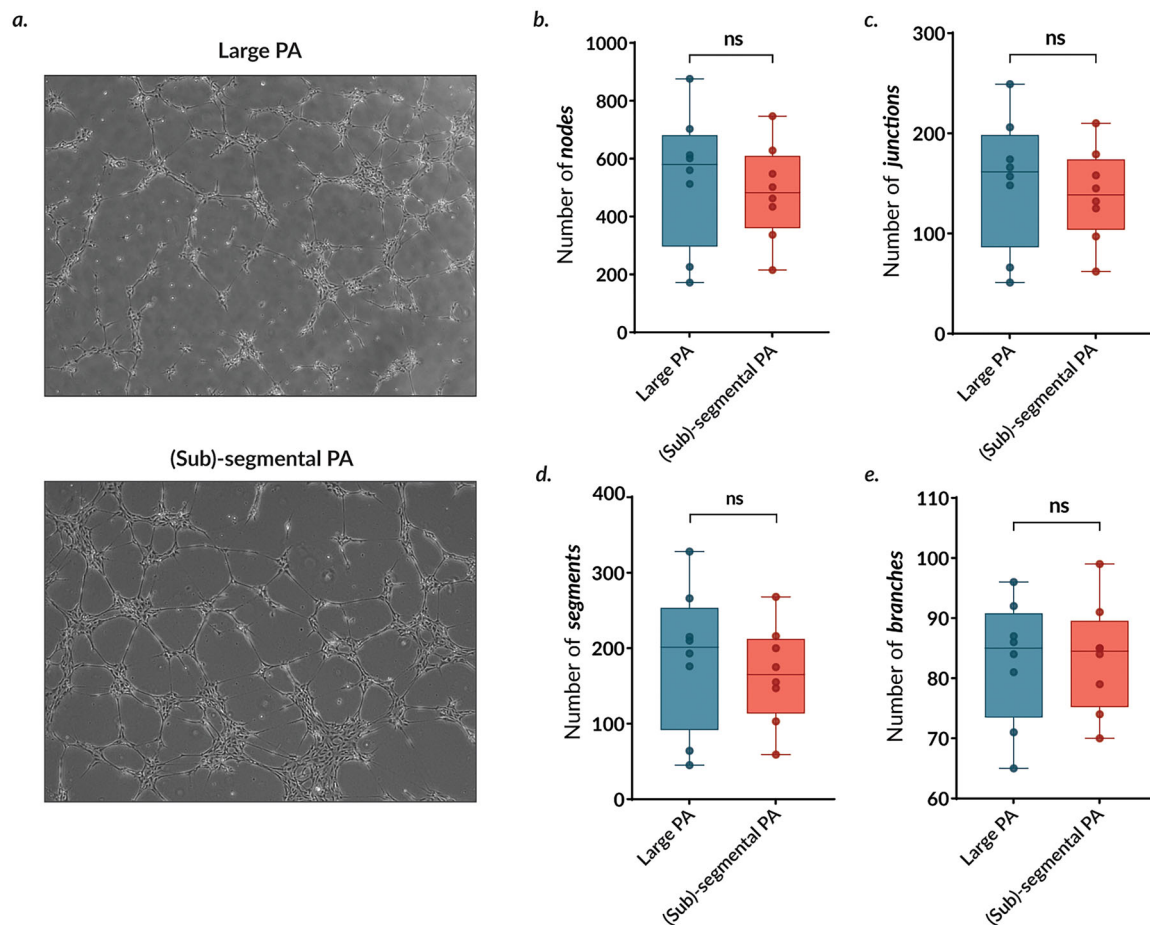 a.
Large PA
(Sub)-segmental PA
b.
ns
Number of nodes
1000
800
600
400
200
0
Large PA
(Sub)-segmental PA
c.
ns
Number of junctions
300
200
100
0
Large PA
(Sub)-segmental PA
d.
ns
Number of segments
400
300
200
100
0
Large PA
(Sub)-segmental PA
e.
ns
Number of branches
110
100
90
80
70
60
Large PA
(Sub)-segmental PA